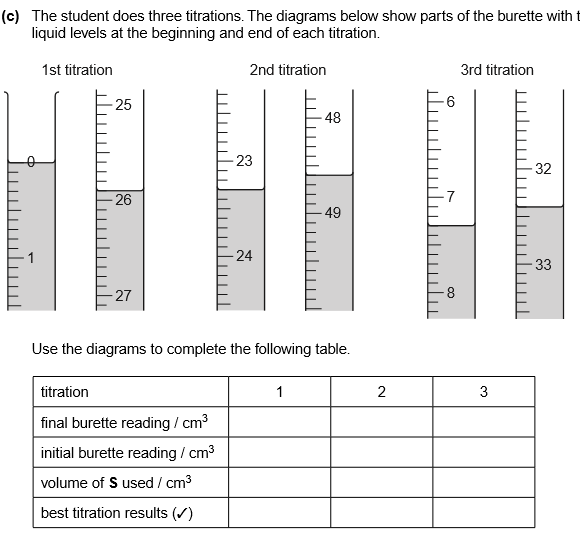 (c) The student does three titrations. The diagrams below show parts of the burette with
liquid levels at the beginning and end of each titration.
1st titration 2nd titration 3rd titration
0
1
25
26
27
23
24
48
49
6
7
8
32
33
Use the diagrams to complete the following table.
titration 1 2 3
final burette reading / cm³
initial burette reading / cm³
volume of S used / cm³
best titration results (✓)